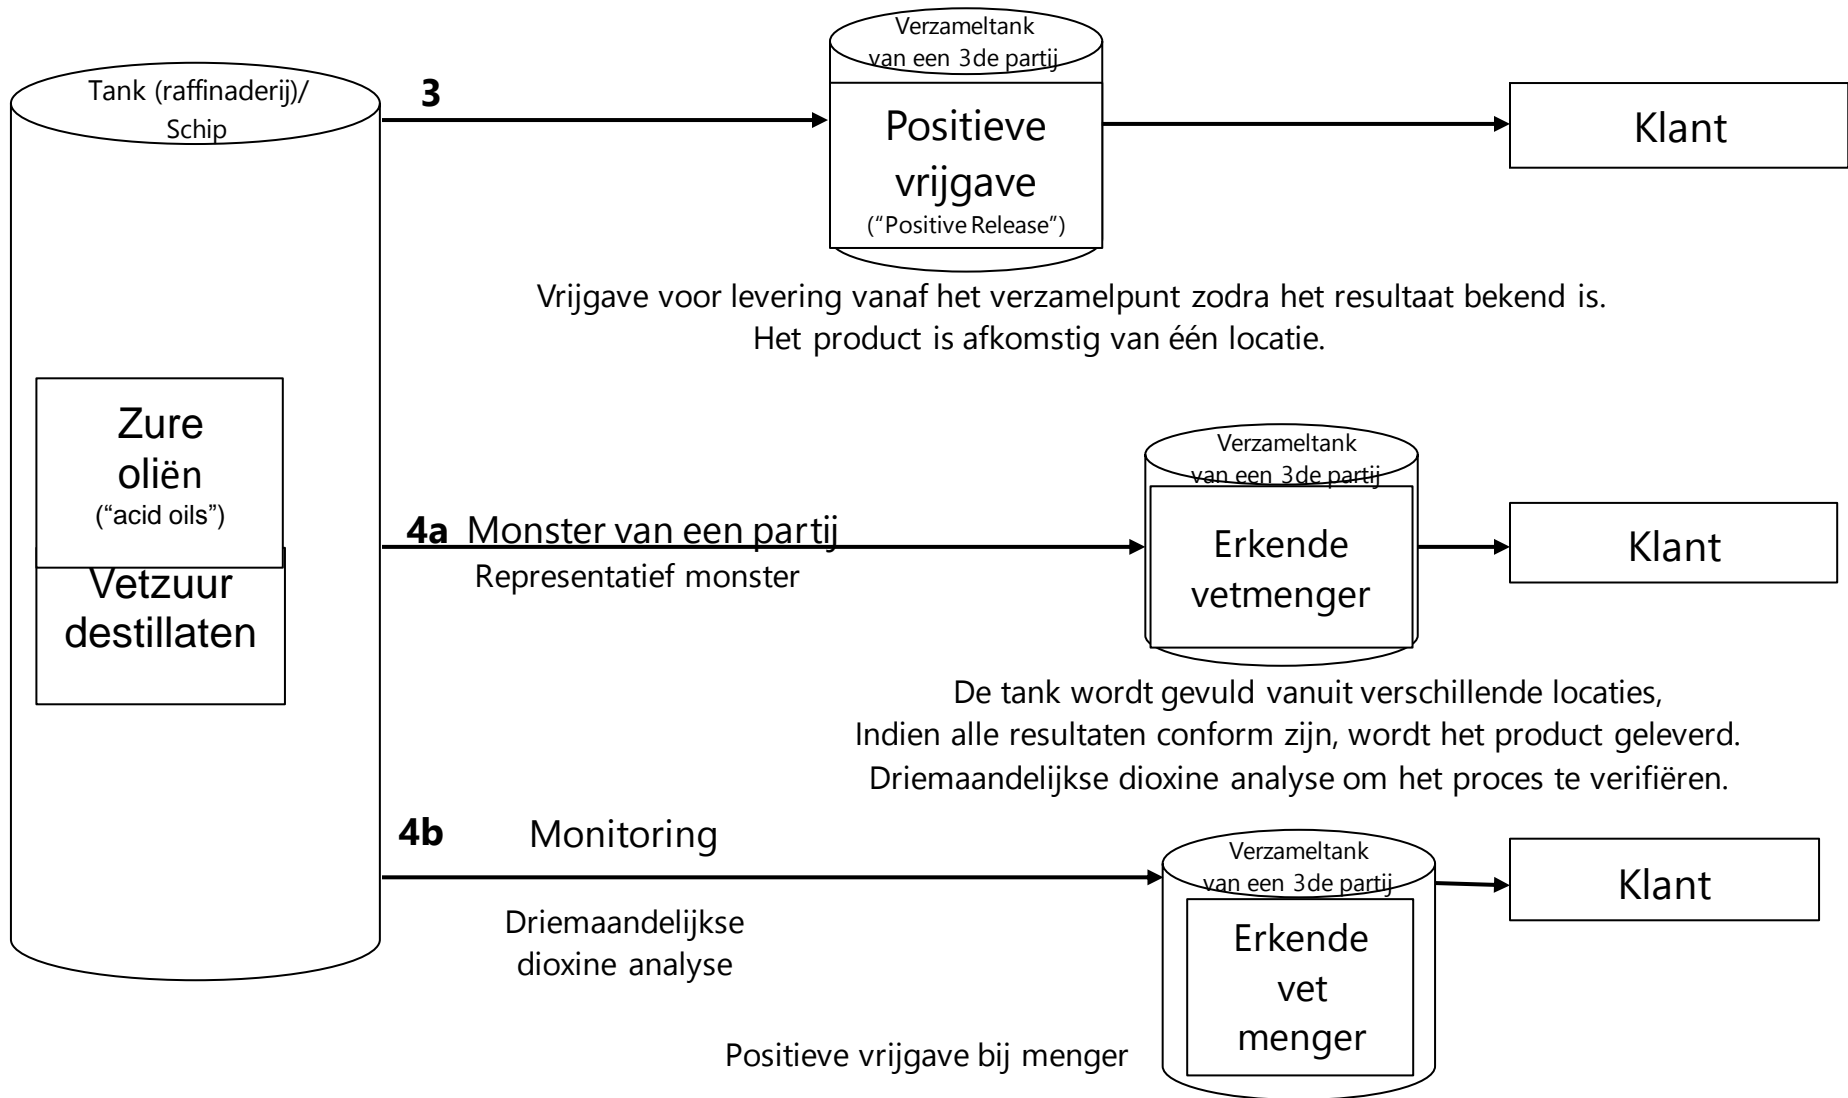 Tank (raffinaderij)/
Schip
3
Verzameltank
van een 3de partij
Positieve
vrijgave
(“Positive Release”)
Klant
Vrijgave voor levering vanaf het verzamelpunt zodra het resultaat bekend is.
Het product is afkomstig van één locatie.
Zure
oliën
(“acid oils”)
Vetzuur
destillaten
4a Monster van een partij
Representatief monster
Verzameltank
van een 3de partij
Erkende
vetmenger
Klant
De tank wordt gevuld vanuit verschillende locaties,
Indien alle resultaten conform zijn, wordt het product geleverd.
Driemaandelijkse dioxine analyse om het proces te verifiëren.
4b Monitoring
Driemaandelijkse
dioxine analyse
Verzameltank
van een 3de partij
Erkende
vet
menger
Klant
Positieve vrijgave bij menger